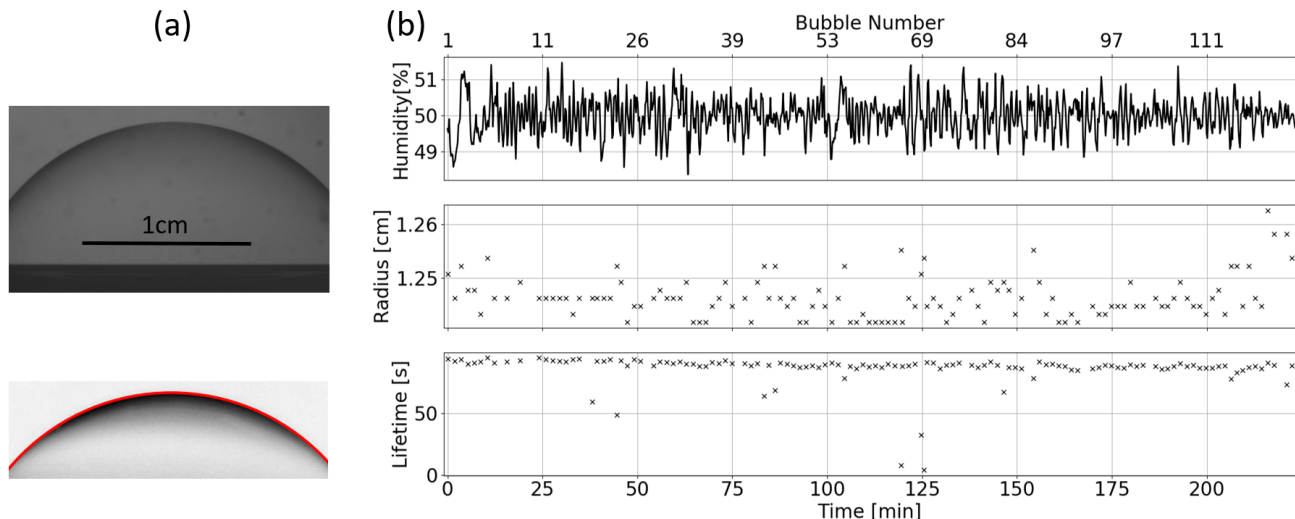 (a)
(b)
Bubble Number
1 11 26 39 53 69 84 97 111
Humidity[%]
51
50
49
1cm
Radius [cm]
1.26
1.25
Lifetime [s]
50
0
0 25 50 75 100 125 150 175 200
Time [min]